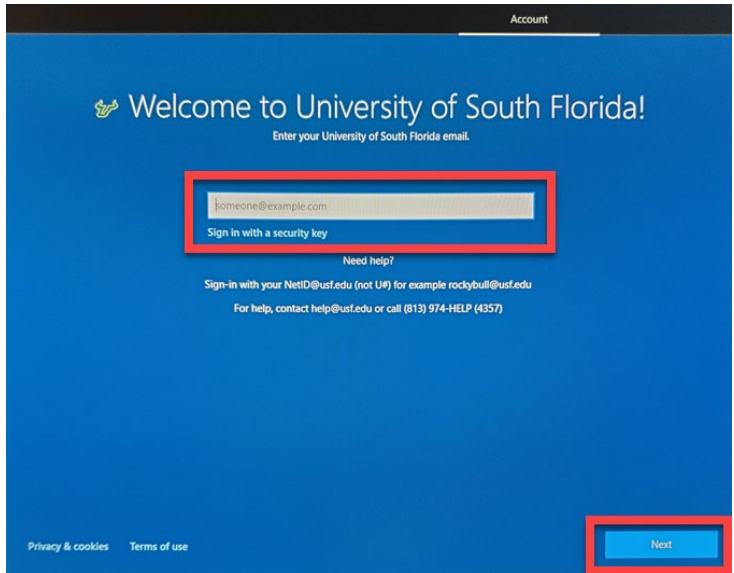 Account
Welcome to University of South Florida!
Enter your University of South Florida email.
someone@example.com
Sign in with a security key
Need help?
Sign-in with your NetID@usf.edu (not U#) for example rockybull@usf.edu
For help, contact help@usf.edu or call (813) 974-HELP (4357)
Privacy & cookies Terms of use
Next